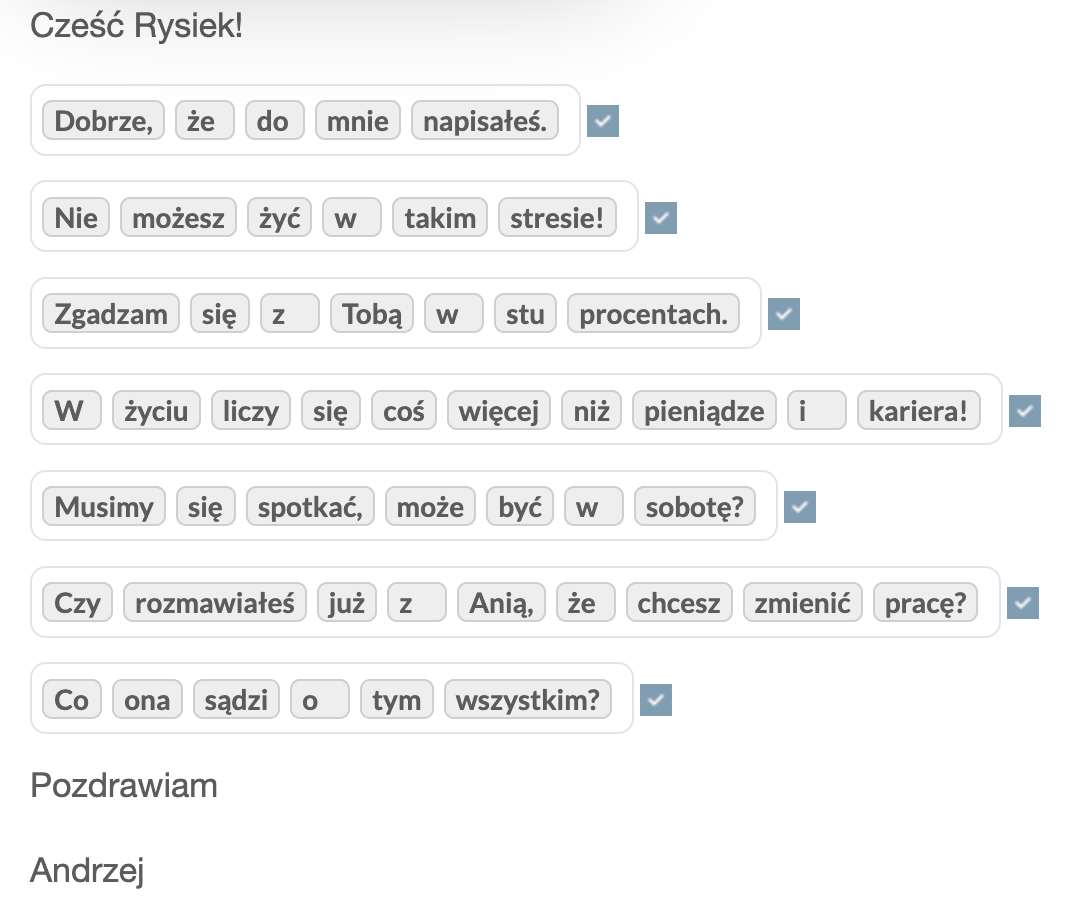 Cześć Rysiek!
Dobrze, że do mnie napisałeś.
Nie możesz żyć w takim stresie!
Zgadzam się z Tobą w stu procentach.
W życiu liczy się coś więcej niż pieniądze i kariera!
Musimy się spotkać, może być w sobotę?
Czy rozmawiałeś już z Anią, że chcesz zmienić pracę?
Co ona sądzi o tym wszystkim?
Pozdrawiam
Andrzej